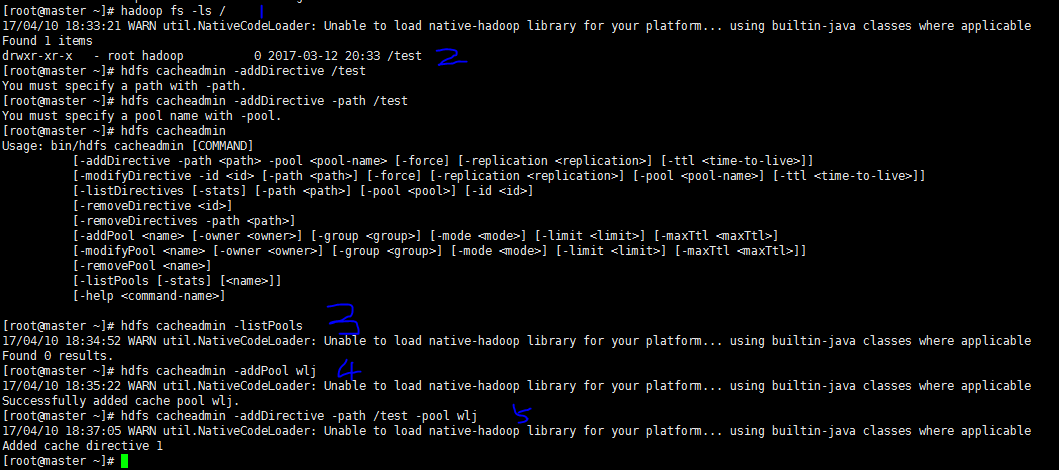 [root@master ~]# hadoop fs -ls / 1
17/04/10 18:33:21 WARN util.NativeCodeLoader: Unable to load native-hadoop library for your platform... using builtin-java classes where applicable
Found 1 items
drwxr-xr-x   - root hadoop          0 2017-03-12 20:33 /test 2
[root@master ~]# hdfs cacheadmin -addDirective /test
You must specify a path with -path.
[root@master ~]# hdfs cacheadmin -addDirective -path /test
You must specify a pool name with -pool.
[root@master ~]# hdfs cacheadmin
Usage: bin/hdfs cacheadmin [COMMAND]
          [-addDirective -path <path> -pool <pool-name> [-force] [-replication <replication>] [-ttl <time-to-live>]]
          [-modifyDirective -id <id> [-path <path>] [-force] [-replication <replication>] [-pool <pool-name>] [-ttl <time-to-live>]]
          [-listDirectives [-stats] [-path <path>] [-pool <pool>] [-id <id>]
          [-removeDirective <id>]
          [-removeDirectives -path <path>]
          [-addPool <name> [-owner <owner>] [-group <group>] [-mode <mode>] [-limit <limit>] [-maxTtl <maxTtl>]
          [-modifyPool <name> [-owner <owner>] [-group <group>] [-mode <mode>] [-limit <limit>] [-maxTtl <maxTtl>]]
          [-removePool <name>]
          [-listPools [-stats] [<name>]]
          [-help <command-name>]
[root@master ~]# hdfs cacheadmin -listPools 3
17/04/10 18:34:52 WARN util.NativeCodeLoader: Unable to load native-hadoop library for your platform... using builtin-java classes where applicable
Found 0 results.
[root@master ~]# hdfs cacheadmin -addPool wlj 4
17/04/10 18:35:22 WARN util.NativeCodeLoader: Unable to load native-hadoop library for your platform... using builtin-java classes where applicable
Successfully added cache pool wlj.
[root@master ~]# hdfs cacheadmin -addDirective -path /test -pool wlj 5
17/04/10 18:37:05 WARN util.NativeCodeLoader: Unable to load native-hadoop library for your platform... using builtin-java classes where applicable
Added cache directive 1
[root@master ~]#